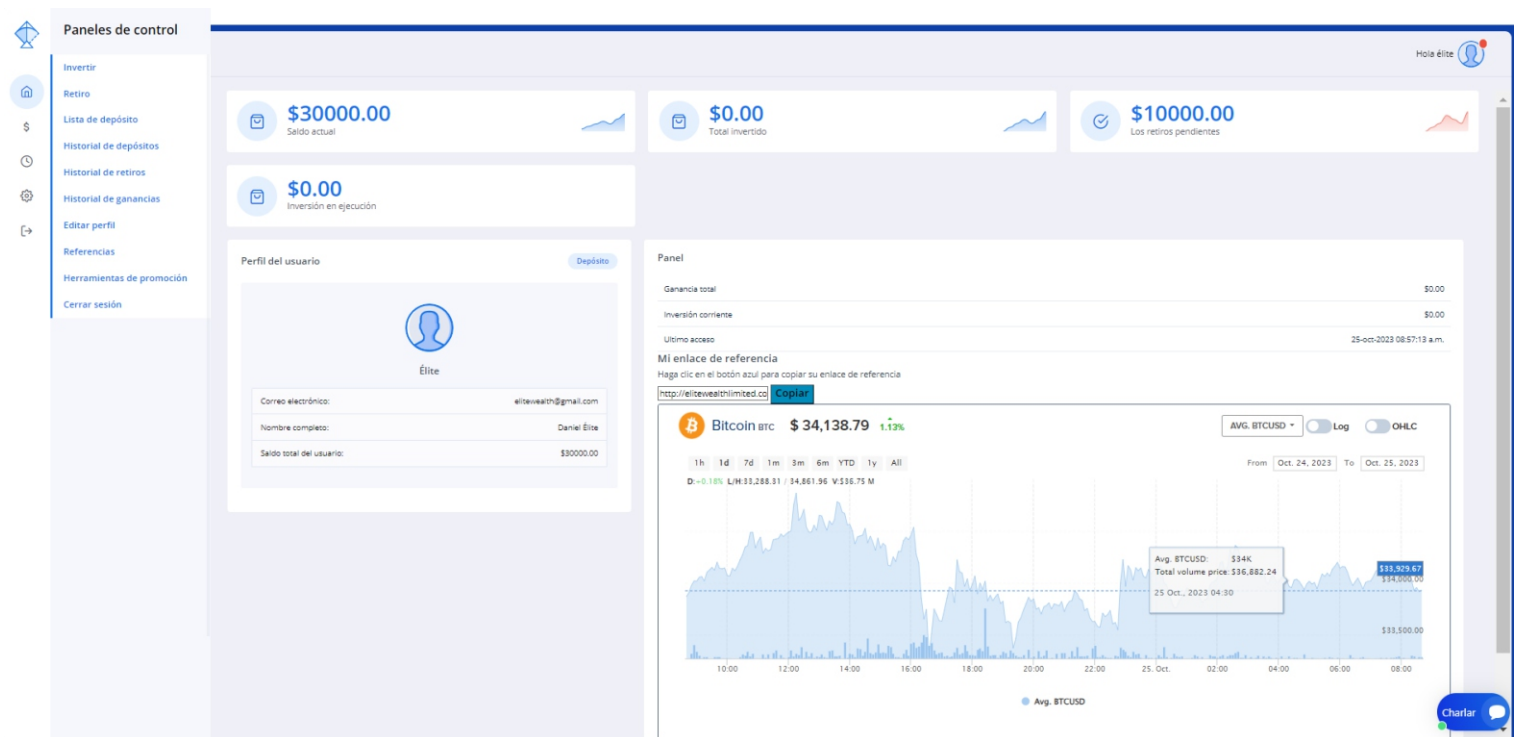 Paneles de control
Invertir
Retiro
Lista de depósito
Historial de depósitos
Historial de retiros
Historial de ganancias
Editar perfil
Referencias
Herramientas de promoción
Cerrar sesión
Hola élite
$30000.00
Saldo actual
$0.00
Total invertido
$10000.00
Los retiros pendientes
$0.00
Inversión en ejecución
Perfil del usuario
Depósito
Élite
Correo electrónico: elitewealth@gmail.com
Nombre completo: Daniel Élite
Saldo total del usuario: $30000.00
Panel
Ganancia total $0.00
Inversión corriente $0.00
Ultimo acceso 25-oct-2023 08:57:13 a.m.
Mi enlace de referencia
Haga clic en el botón azul para copiar su enlace de referencia
http://elitewealthlimited.co Copiar
Bitcoin BTC $ 34,138.79 1.13% AVG. BTCUSD Log OHLC
1h 1d 7d 1m 3m 6m YTD 1y All From Oct. 24, 2023 To Oct. 25, 2023
D:+0.18% L/H:33,288.31 / 34,861.96 V:$36.75 M
Avg. BTCUSD: $34K
Total volume price: $36,882.24
25 Oct., 2023 04:30
$33,929.67
$34,000.00
$33,500.00
10:00 12:00 14:00 16:00 18:00 20:00 22:00 25. Oct. 02:00 04:00 06:00 08:00
Avg. BTCUSD
Charlar